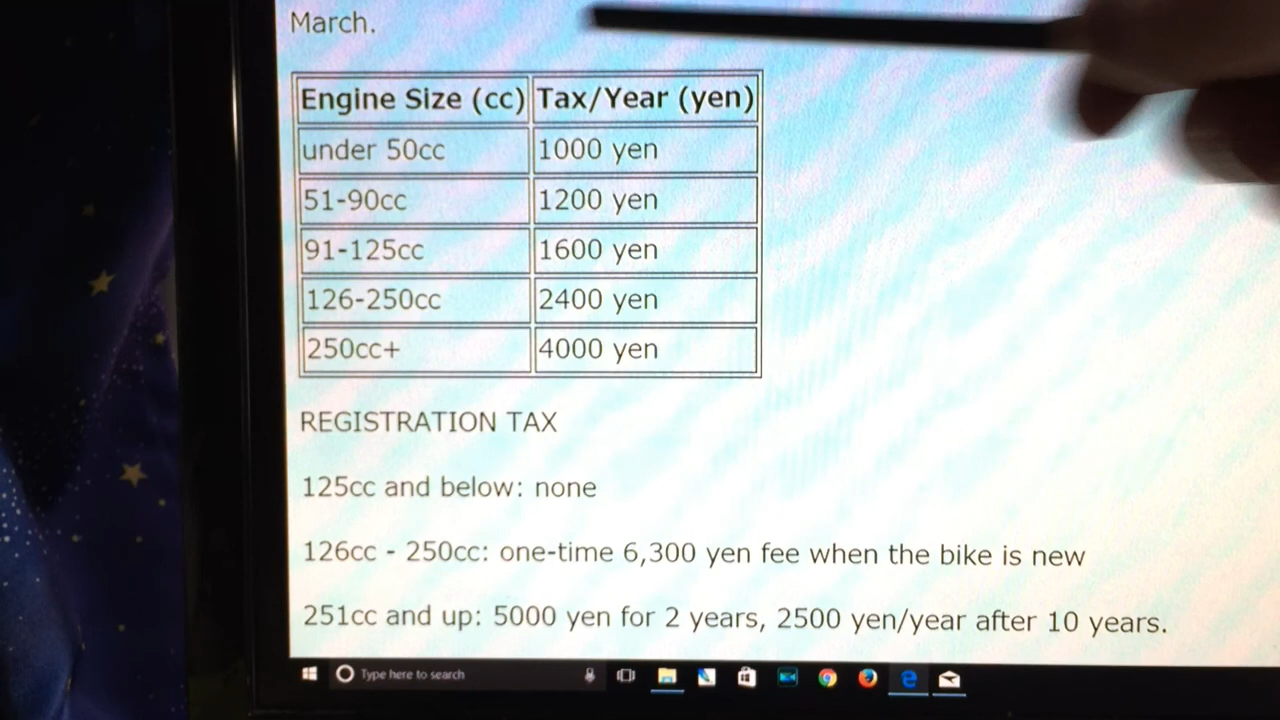 March.
Engine Size (cc) Tax/Year (yen)
under 50cc 1000 yen
51-90cc 1200 yen
91-125cc 1600 yen
126-250cc 2400 yen
250cc+ 4000 yen
REGISTRATION TAX
125cc and below: none
126cc - 250cc: one-time 6,300 yen fee when the bike is new
251cc and up: 5000 yen for 2 years, 2500 yen/year after 10 years.
Type here to search